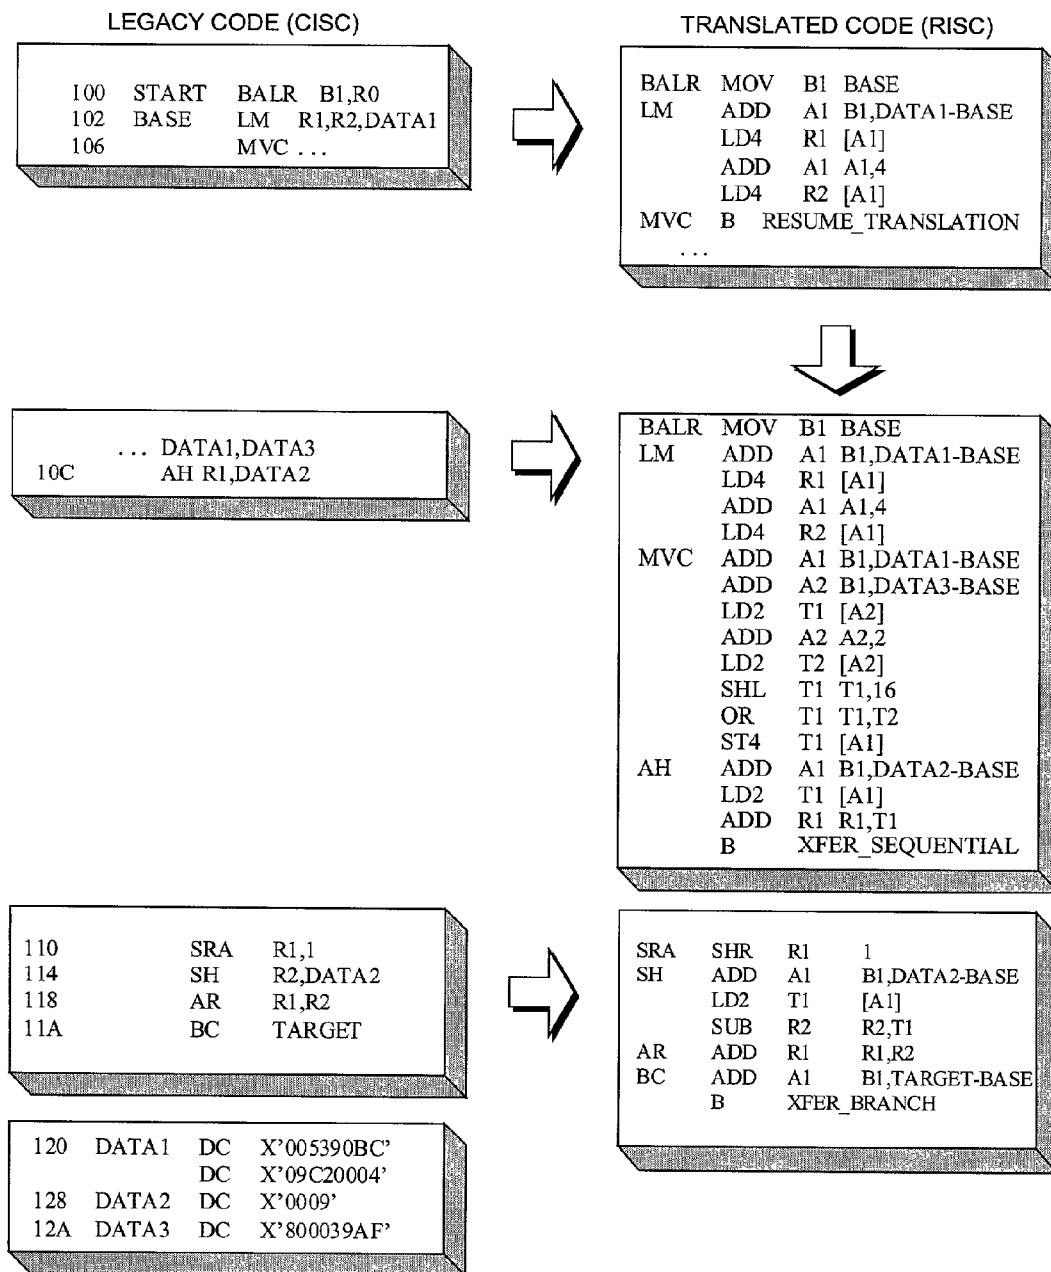 LEGACY CODE (CISC)
100 START BALR B1,R0
102 BASE LM R1,R2,DATA1
106 MVC ...
TRANSLATED CODE (RISC)
BALR MOV B1 BASE
LM ADD A1 B1,DATA1-BASE
LD4 R1 [A1]
ADD A1 A1,4
LD4 R2 [A1]
MVC B RESUME_TRANSLATION
...
... DATA1,DATA3
10C AH R1,DATA2
BALR MOV B1 BASE
LM ADD A1 B1,DATA1-BASE
LD4 R1 [A1]
ADD A1 A1,4
LD4 R2 [A1]
MVC ADD A1 B1,DATA1-BASE
ADD A2 B1,DATA3-BASE
LD2 T1 [A2]
ADD A2 A2,2
LD2 T2 [A2]
SHL T1 T1,16
OR T1 T1,T2
ST4 T1 [A1]
AH ADD A1 B1,DATA2-BASE
LD2 T1 [A1]
ADD R1 R1,T1
B XFER_SEQUENTIAL
110 SRA R1,1
114 SH R2,DATA2
118 AR R1,R2
11A BC TARGET
SRA SHR R1 1
SH ADD A1 B1,DATA2-BASE
LD2 T1 [A1]
SUB R2 R2,T1
AR ADD R1 R1,R2
BC ADD A1 B1,TARGET-BASE
B XFER_BRANCH
120 DATA1 DC X'005390BC'
DC X'09C20004'
128 DATA2 DC X'0009'
12A DATA3 DC X'800039AF'